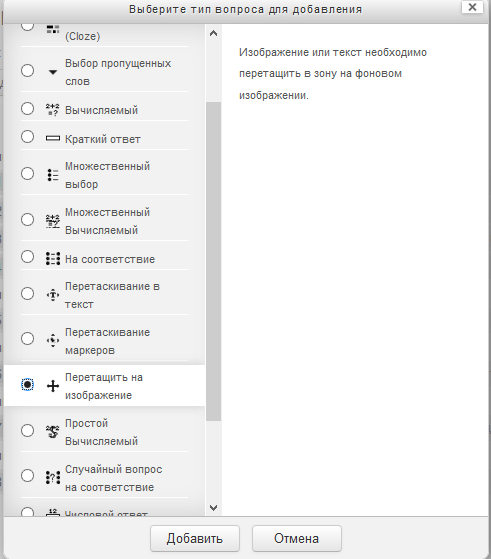 Выберите тип вопроса для добавления
(Cloze)
Выбор пропущенных
слов
Вычисляемый
Краткий ответ
Множественный
выбор
Множественный
Вычисляемый
На соответствие
Перетаскивание в
текст
Перетаскивание
маркеров
Перетащить на
изображение
Простой
Вычисляемый
Случайный вопрос
на соответствие
Числовой ответ
Изображение или текст необходимо
перетащить в зону на фоновом
изображении.
Добавить
Отмена